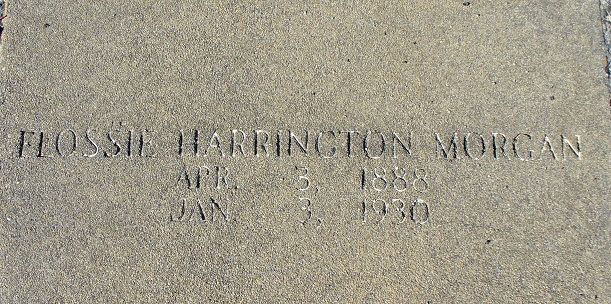 FLOSSIE HARRINGTON MORGAN
APR. 3, 1888
JAN. 3, 1930